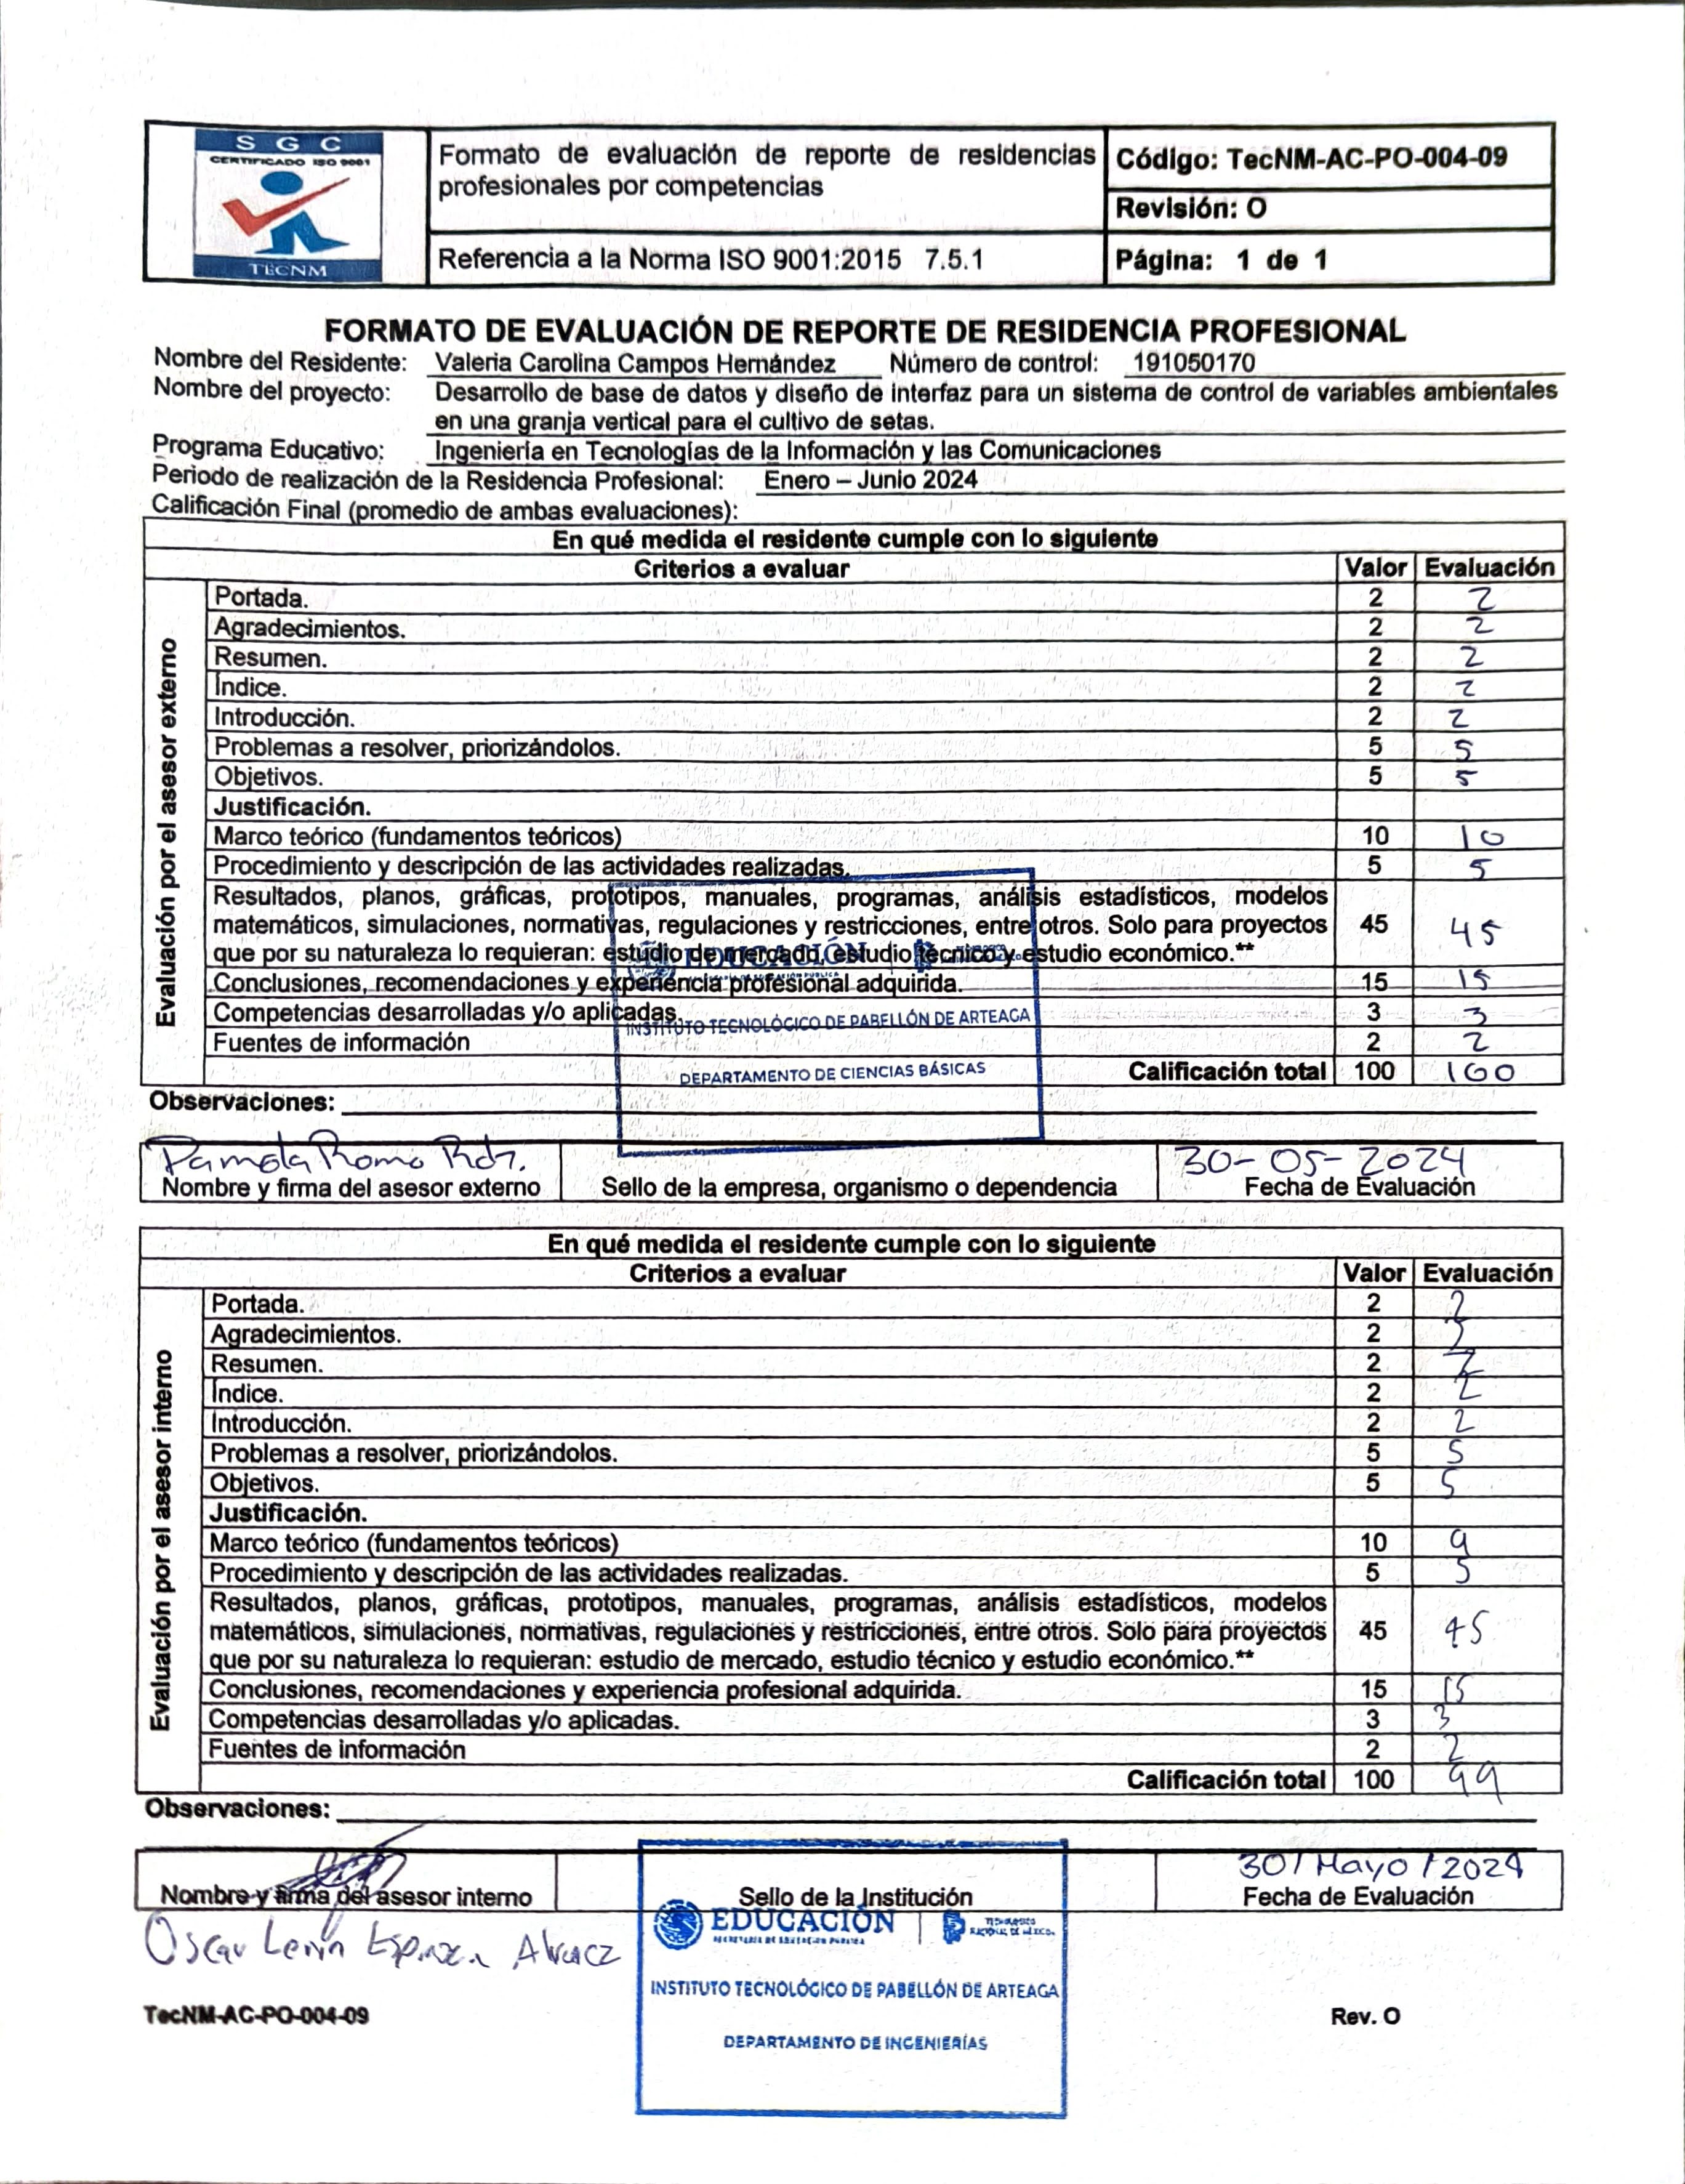 S G C
CERTIFICADO ISO 9001
TECNM
Formato de evaluación de reporte de residencias
profesionales por competencias
Referencia a la Norma ISO 9001:2015 7.5.1
Código: TecNM-AC-PO-004-09
Revisión: O
Página: 1 de 1
FORMATO DE EVALUACIÓN DE REPORTE DE RESIDENCIA PROFESIONAL
Nombre del Residente: Valeria Carolina Campos Hernández Número de control: 191050170
Nombre del proyecto: Desarrollo de base de datos y diseño de interfaz para un sistema de control de variables ambientales
en una granja vertical para el cultivo de setas.
Programa Educativo: Ingeniería en Tecnologías de la Información y las Comunicaciones
Periodo de realización de la Residencia Profesional: Enero – Junio 2024
Calificación Final (promedio de ambas evaluaciones):
En qué medida el residente cumple con lo siguiente
Criterios a evaluar Valor Evaluación
Evaluación por el asesor externo
Portada. 2 2
Agradecimientos. 2 2
Resumen. 2 2
Índice. 2 2
Introducción. 2 2
Problemas a resolver, priorizándolos. 5 5
Objetivos. 5 5
Justificación.
Marco teórico (fundamentos teóricos) 10 10
Procedimiento y descripción de las actividades realizadas. 5 5
Resultados, planos, gráficas, prototipos, manuales, programas, análisis estadísticos, modelos
matemáticos, simulaciones, normativas, regulaciones y restricciones, entre otros. Solo para proyectos 45 45
que por su naturaleza lo requieran: estudio de mercado, estudio técnico y estudio económico.**
Conclusiones, recomendaciones y experiencia profesional adquirida. 15 15
Competencias desarrolladas y/o aplicadas. 3 3
Fuentes de información 2 2
Calificación total 100 100
EDUCACIÓN
INSTITUTO TECNOLÓGICO DE PABELLÓN DE ARTEAGA
DEPARTAMENTO DE CIENCIAS BÁSICAS
Observaciones:
Pamela Romo Rdz. 30-05-2024
Nombre y firma del asesor externo Sello de la empresa, organismo o dependencia Fecha de Evaluación
En qué medida el residente cumple con lo siguiente
Criterios a evaluar Valor Evaluación
Evaluación por el asesor interno
Portada. 2 2
Agradecimientos. 2 2
Resumen. 2 2
Índice. 2 2
Introducción. 2 2
Problemas a resolver, priorizándolos. 5 5
Objetivos. 5 5
Justificación.
Marco teórico (fundamentos teóricos) 10 9
Procedimiento y descripción de las actividades realizadas. 5 5
Resultados, planos, gráficas, prototipos, manuales, programas, análisis estadísticos, modelos
matemáticos, simulaciones, normativas, regulaciones y restricciones, entre otros. Solo para proyectos 45 45
que por su naturaleza lo requieran: estudio de mercado, estudio técnico y estudio económico.**
Conclusiones, recomendaciones y experiencia profesional adquirida. 15 15
Competencias desarrolladas y/o aplicadas. 3 3
Fuentes de información 2 2
Calificación total 100 99
Observaciones:
30/Mayo/2024
Nombre y firma del asesor interno Sello de la Institución Fecha de Evaluación
Oscar Lenin Espinoza Alvarez
EDUCACIÓN
SECRETARÍA DE EDUCACIÓN PÚBLICA
TECNOLÓGICO
NACIONAL DE MÉXICO
INSTITUTO TECNOLÓGICO DE PABELLÓN DE ARTEAGA
DEPARTAMENTO DE INGENIERÍAS
TecNM-AC-PO-004-09 Rev. O